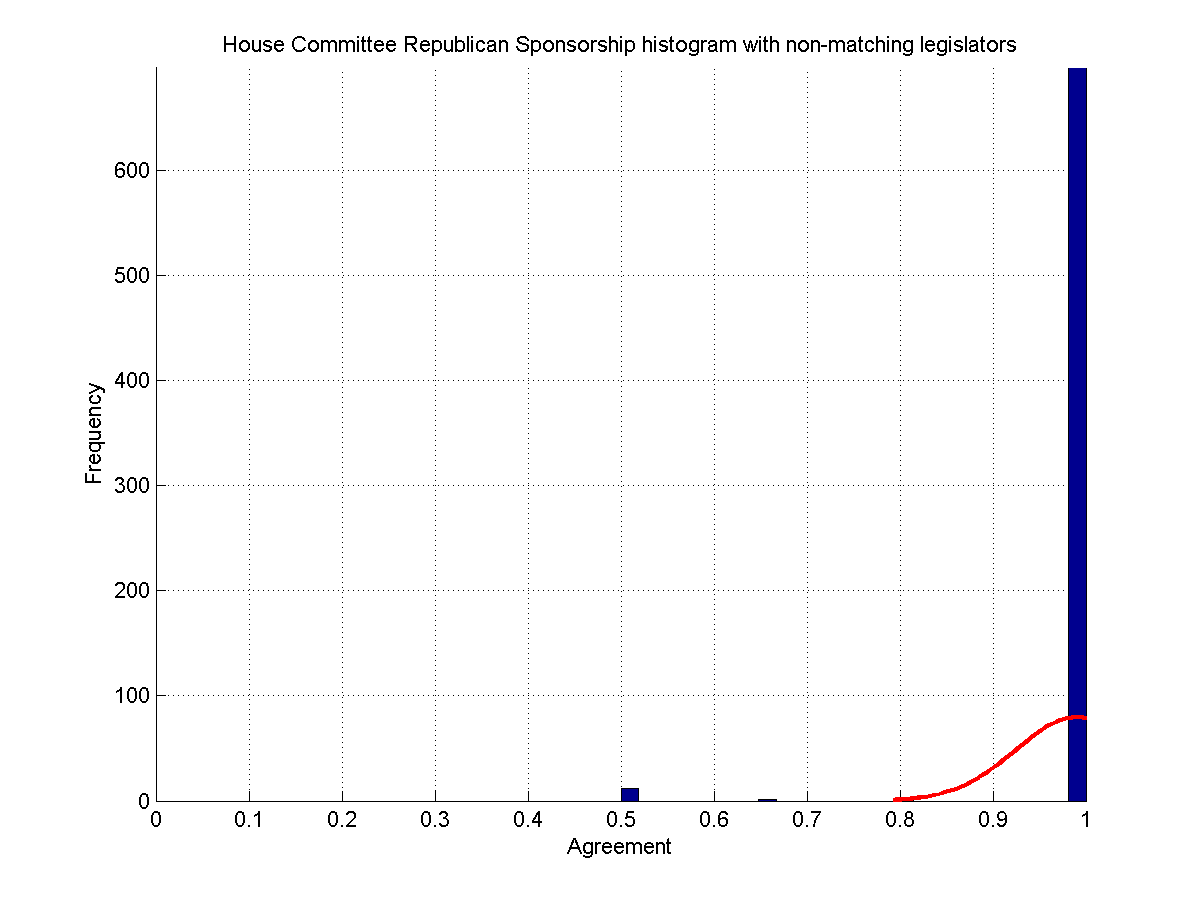 House Committee Republican Sponsorship histogram with non-matching legislators
600
500
400
300
200
100
0
Frequency
0 0.1 0.2 0.3 0.4 0.5 0.6 0.7 0.8 0.9 1
Agreement